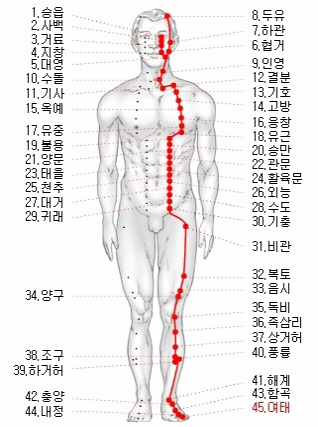 1.승읍
2.사백
3.거료
4.지창
5.대영
10.수돌
11.기사
15.옥예
17.유중
19.불용
21.양문
23.태을
25.천추
27.대거
29.귀래
34.양구
38.조구
39.하거허
42.충양
44.내정
8.두유
7.하관
6.협거
9.인영
12.결분
13.기호
14.고방
16.응창
18.유근
20.승만
22.관문
24.활육문
26.외능
28.수도
30.기충
31.비관
32.복토
33.음시
35.독비
36.족삼리
37.상거허
40.풍륭
41.해계
43.함곡
45.여태